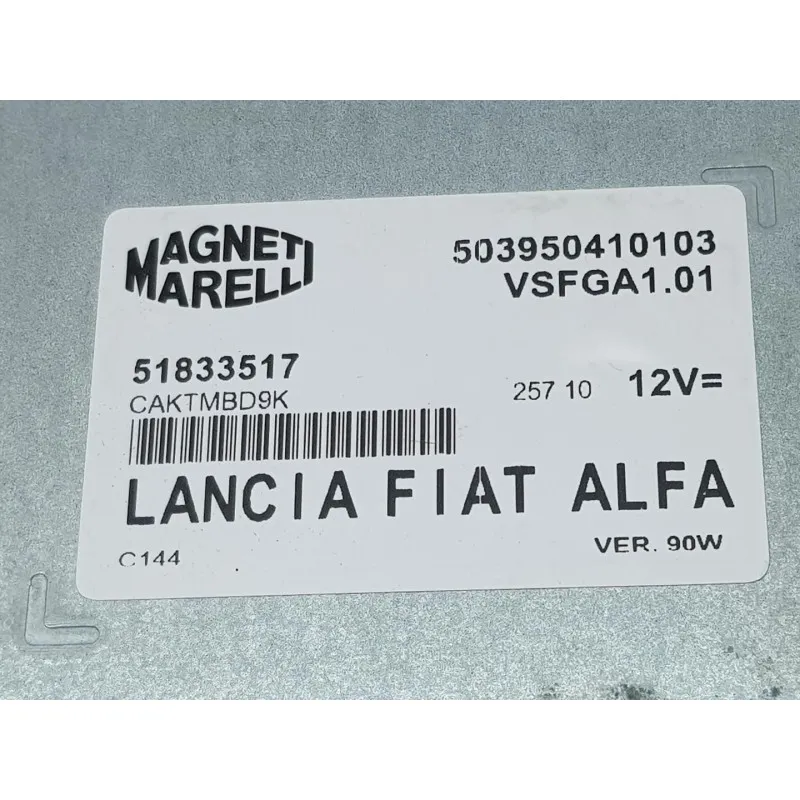 MAGNETI
MARELLI
503950410103
VSFGA1.01
51833517
CAKTMBD9K
257 10 12V=
LANCIA FIAT ALFA
C144
VER. 90W